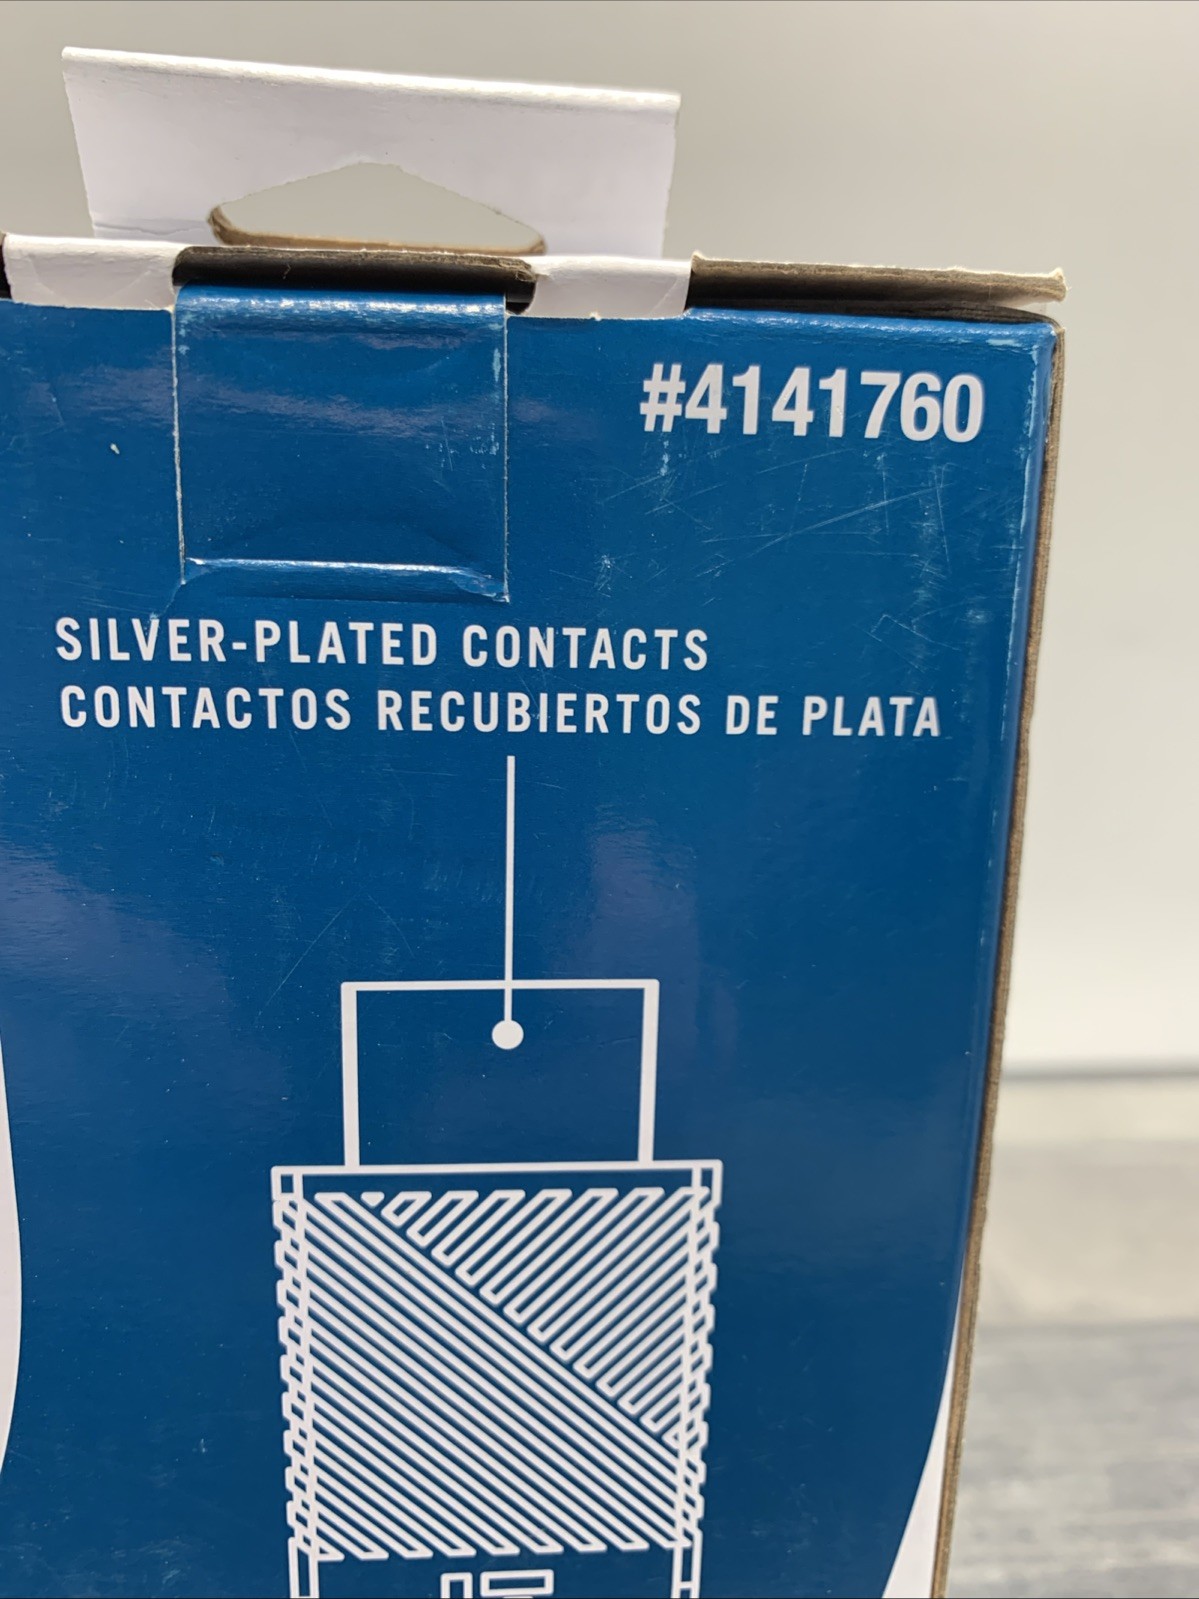 #4141760
SILVER-PLATED CONTACTS
CONTACTOS RECUBIERTOS DE PLATA